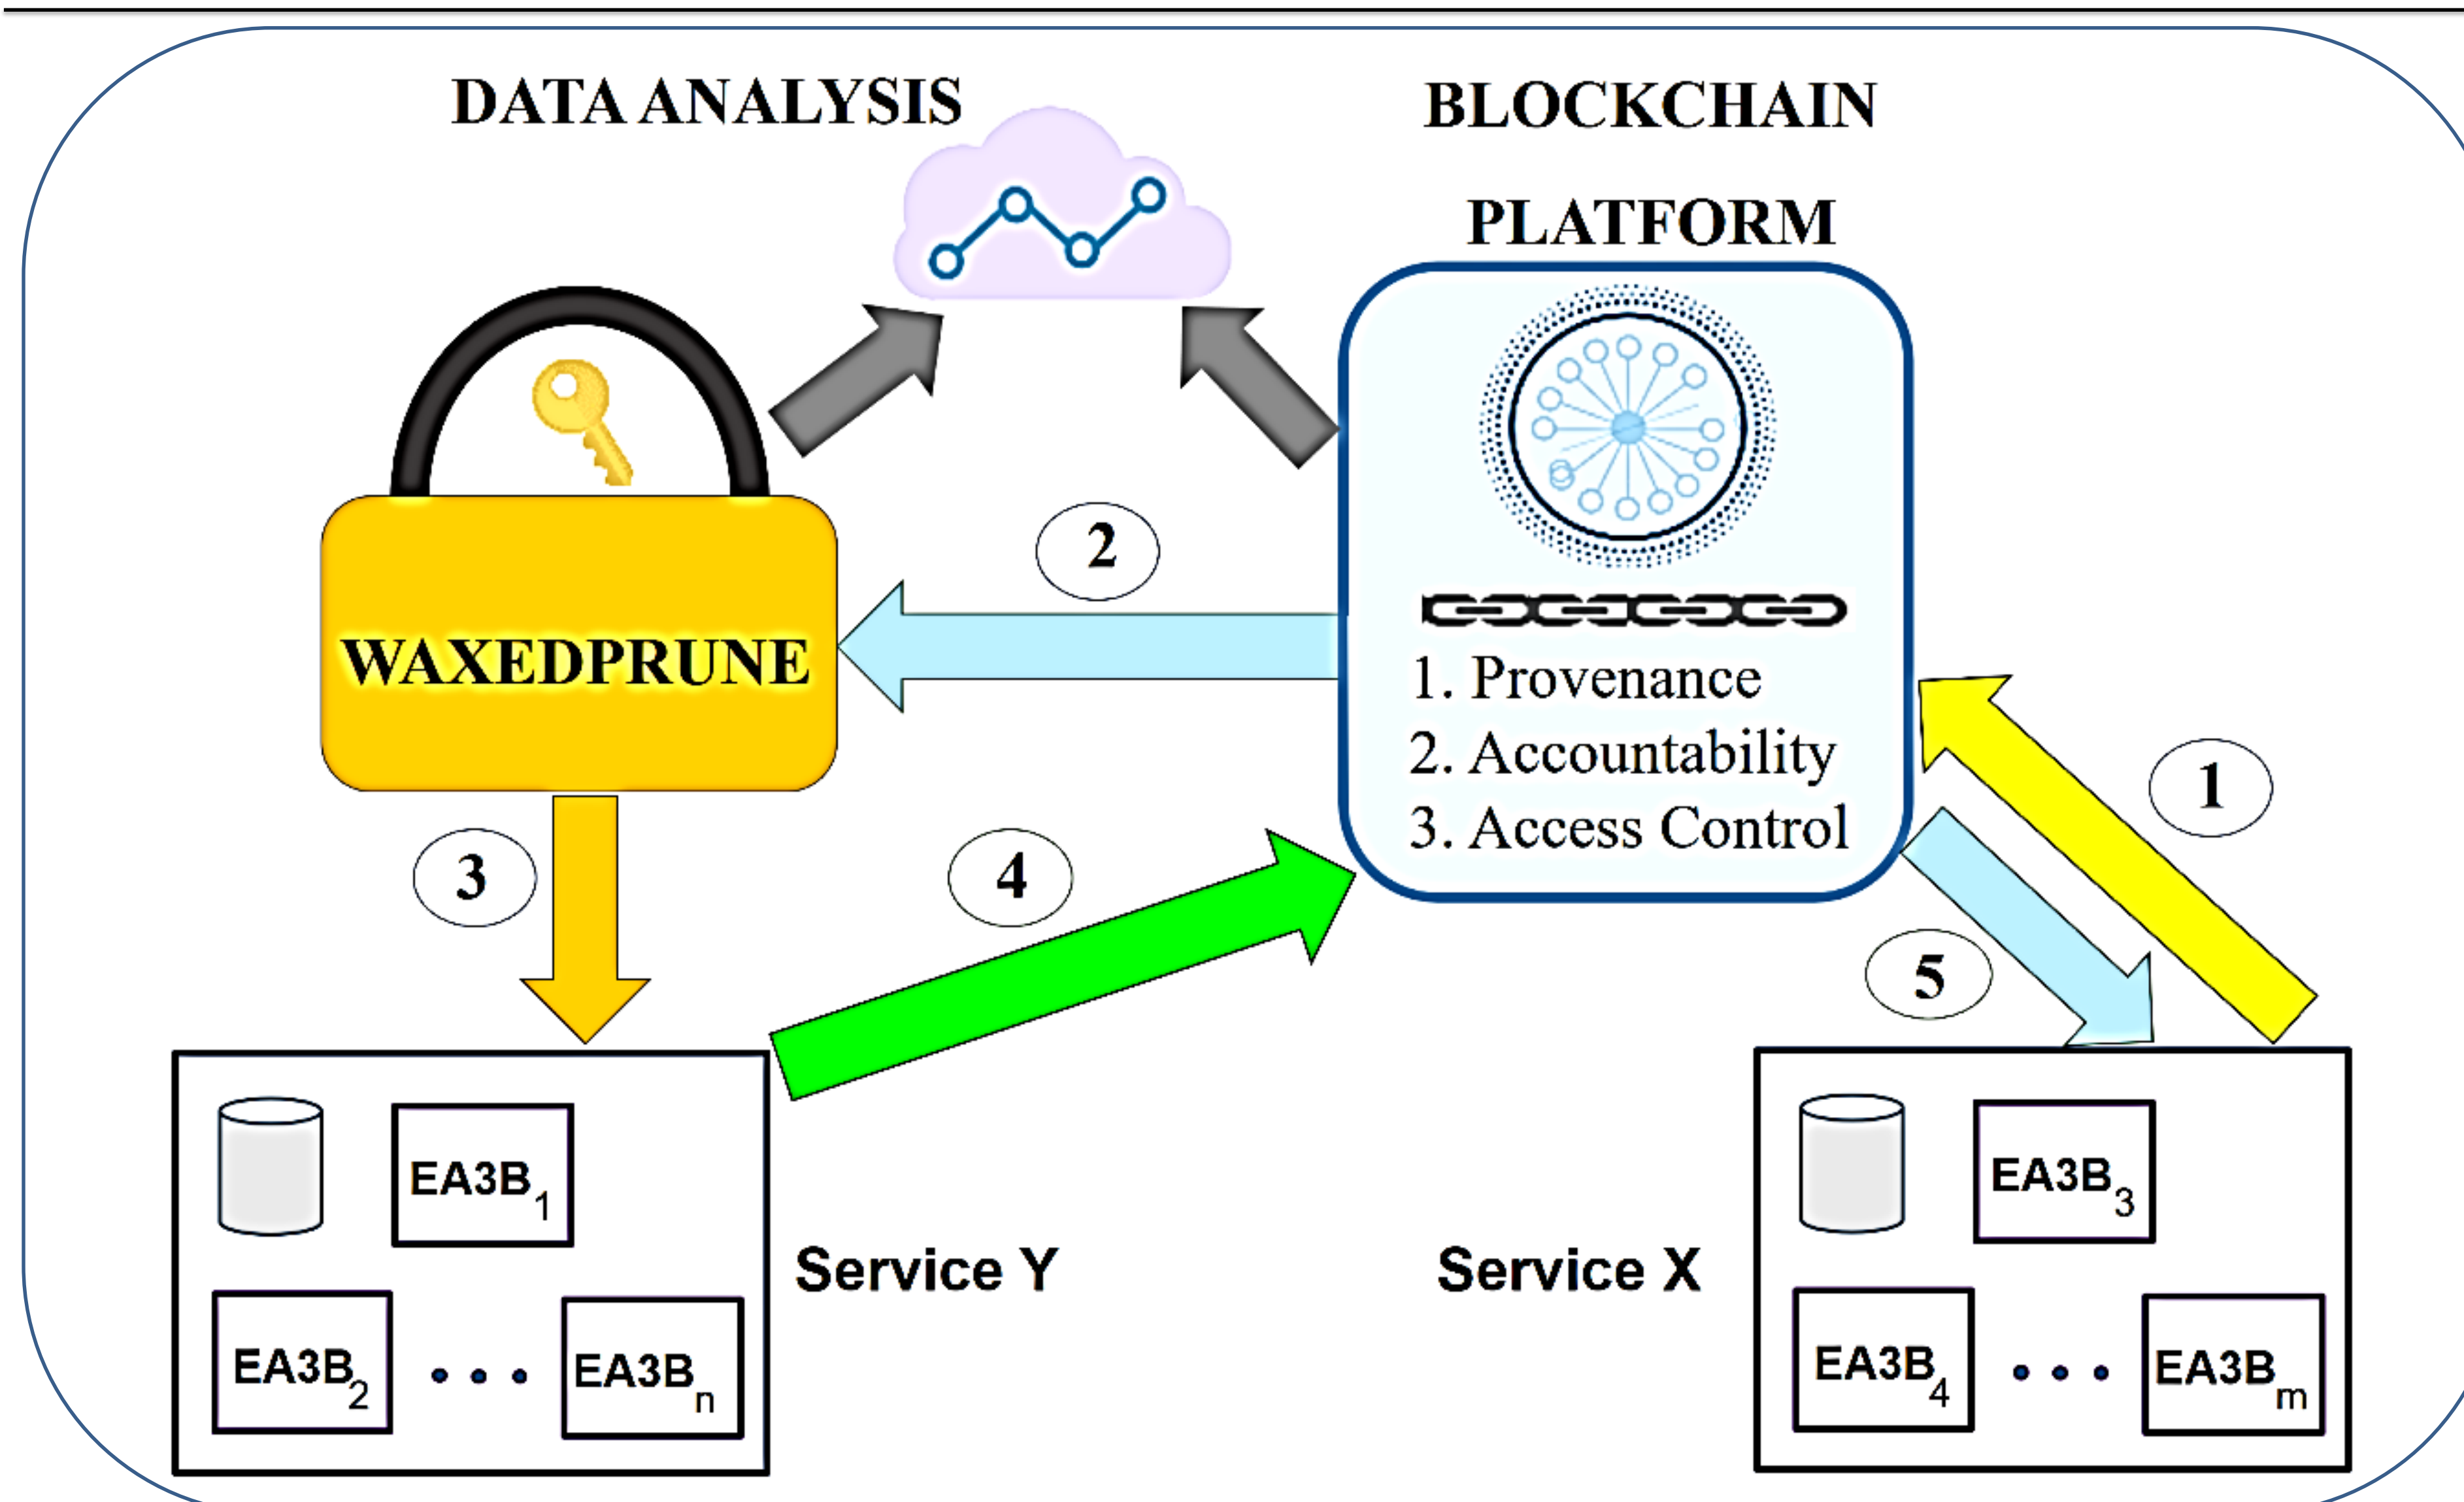 DATA ANALYSIS
BLOCKCHAIN
PLATFORM
2
WAXEDPRUNE
1. Provenance
2. Accountability
3. Access Control
1
3
4
5
EA3B1
EA3B2 • • • EA3Bn
Service Y
Service X
EA3B3
EA3B4 • • • EA3Bm